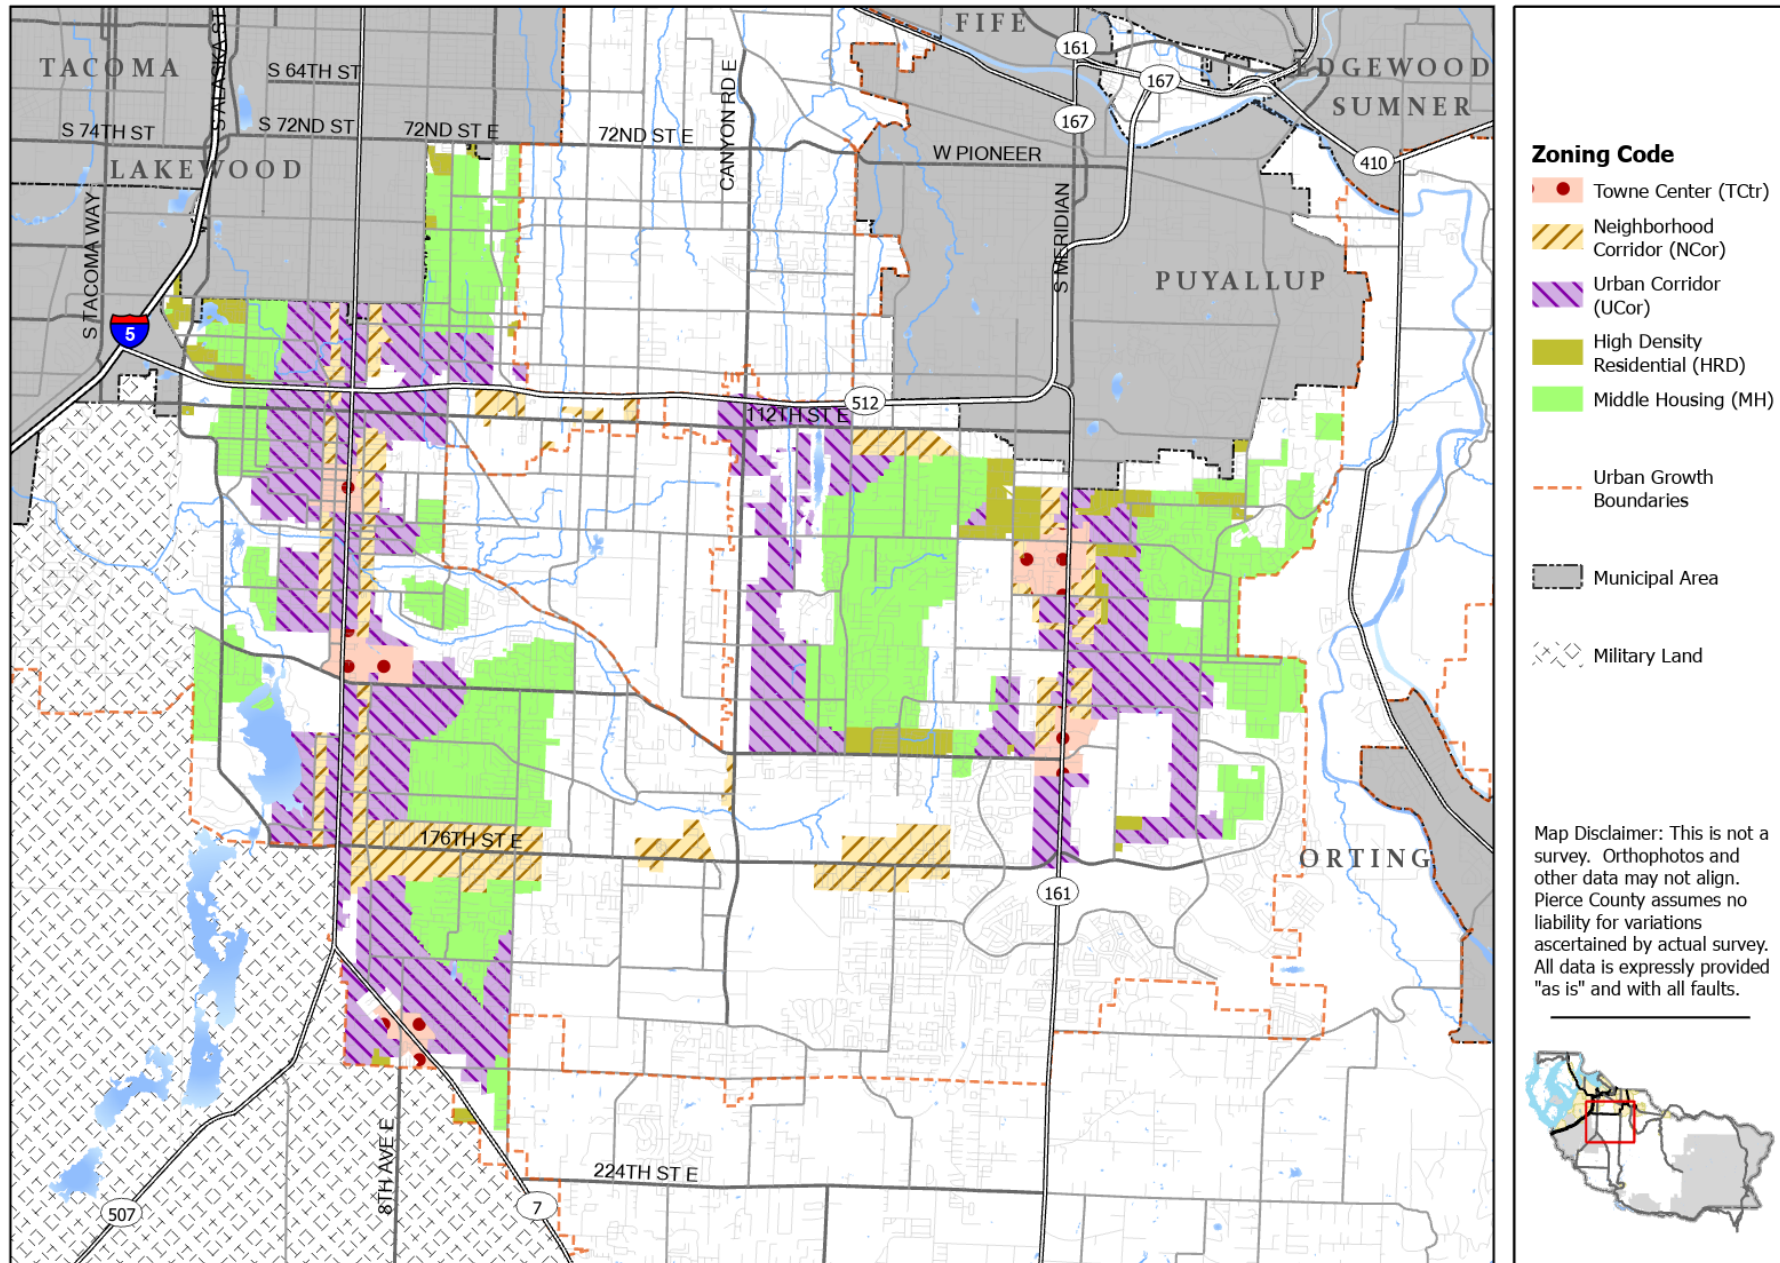 FIFE
161
TACOMA
S ALASKA ST
S 64TH ST
CANYON RD E
167
EDGEWOOD
SUMNER
S 74TH ST
S 72ND ST
72ND ST E
72ND ST E
167
W PIONEER
410
LAKEWOOD
S TACOMA WAY
S MERIDIAN
PUYALLUP
5
512
112TH ST E
176TH ST E
ORTING
161
8TH AVE E
224TH ST E
507
7
Zoning Code
Towne Center (TCtr)
Neighborhood
Corridor (NCor)
Urban Corridor
(UCor)
High Density
Residential (HRD)
Middle Housing (MH)
Urban Growth
Boundaries
Municipal Area
Military Land
Map Disclaimer: This is not a
survey. Orthophotos and
other data may not align.
Pierce County assumes no
liability for variations
ascertained by actual survey.
All data is expressly provided
"as is" and with all faults.